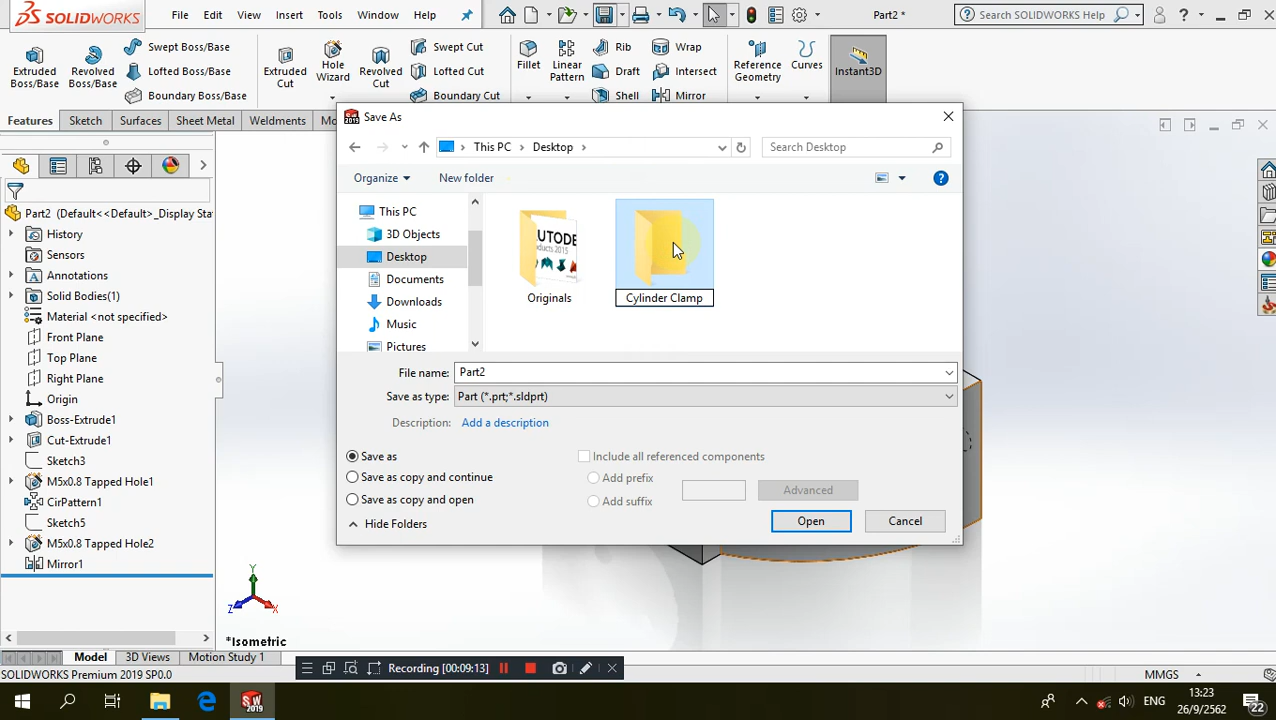 SOLIDWORKS
File Edit View Insert Tools Window Help
Part2 *
Search SOLIDWORKS Help
Extruded Boss/Base
Revolved Boss/Base
Swept Boss/Base
Lofted Boss/Base
Boundary Boss/Base
Extruded Cut
Hole Wizard
Revolved Cut
Swept Cut
Lofted Cut
Boundary Cut
Fillet
Linear Pattern
Rib
Draft
Shell
Wrap
Intersect
Mirror
Reference Geometry
Curves
Instant3D
Features Sketch Surfaces Sheet Metal Weldments Mo
Part2 (Default<<Default>_Display Sta
History
Sensors
Annotations
Solid Bodies(1)
Material <not specified>
Front Plane
Top Plane
Right Plane
Origin
Boss-Extrude1
Cut-Extrude1
Sketch3
M5x0.8 Tapped Hole1
CirPattern1
Sketch5
M5x0.8 Tapped Hole2
Mirror1
Save As
This PC > Desktop >
Search Desktop
Organize
New folder
This PC
3D Objects
Desktop
Documents
Downloads
Music
Pictures
AUTODE
oducts 2015
Originals
Cylinder Clamp
File name: Part2
Save as type: Part (*.prt;*.sldprt)
Description: Add a description
Save as
Save as copy and continue
Save as copy and open
Include all referenced components
Add prefix
Add suffix
Advanced
Hide Folders
Open
Cancel
Y
Z
X
*Isometric
Model 3D Views Motion Study 1
Recording [00:09:13]
SOLIDWORKS Premium 2019 SP0.0
MMGS
SW
2019
ENG
13:23
26/9/2562
22